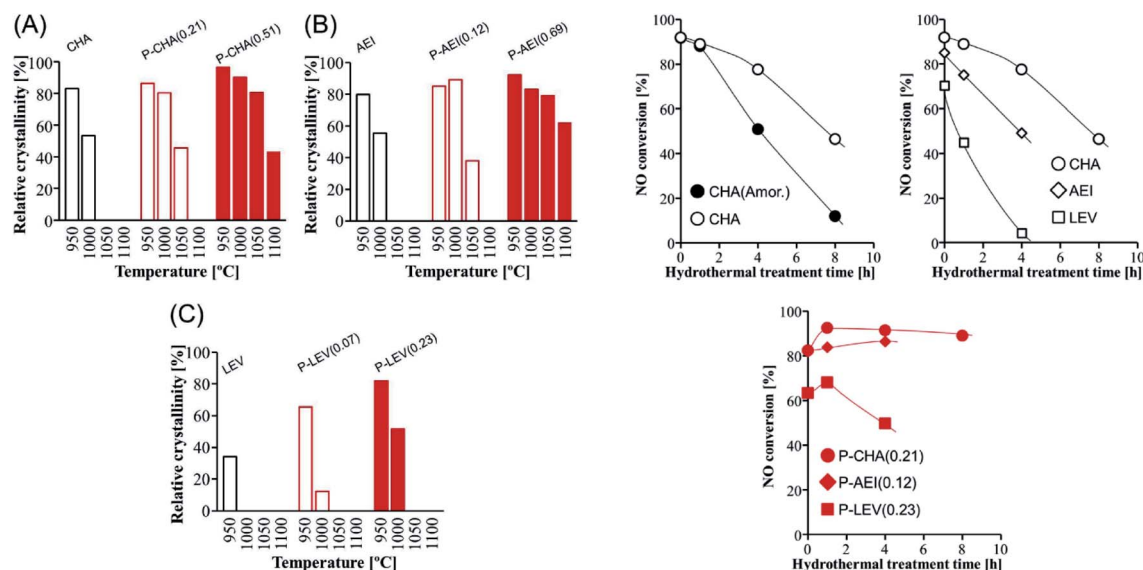 (A)
CHA
P-CHA(0.21)
P-CHA(0.51)
Relative crystallinity [%]
100
80
60
40
20
0
950
1000
1050
1100
950
1000
1050
1100
950
1000
1050
1100
Temperature [ºC]
(B)
AEI
P-AEI(0.12)
P-AEI(0.69)
Relative crystallinity [%]
100
80
60
40
20
0
950
1000
1050
1100
950
1000
1050
1100
950
1000
1050
1100
Temperature [ºC]
NO conversion [%]
100
80
60
40
20
0
CHA(Amor.)
CHA
0 2 4 6 8 10
Hydrothermal treatment time [h]
NO conversion [%]
100
80
60
40
20
0
CHA
AEI
LEV
0 2 4 6 8 10
Hydrothermal treatment time [h]
(C)
LEV
P-LEV(0.07)
P-LEV(0.23)
Relative crystallinity [%]
100
80
60
40
20
0
950
1000
1050
1100
950
1000
1050
1100
950
1000
1050
1100
Temperature [ºC]
NO conversion [%]
100
80
60
40
20
0
P-CHA(0.21)
P-AEI(0.12)
P-LEV(0.23)
0 2 4 6 8 10
Hydrothermal treatment time [h]